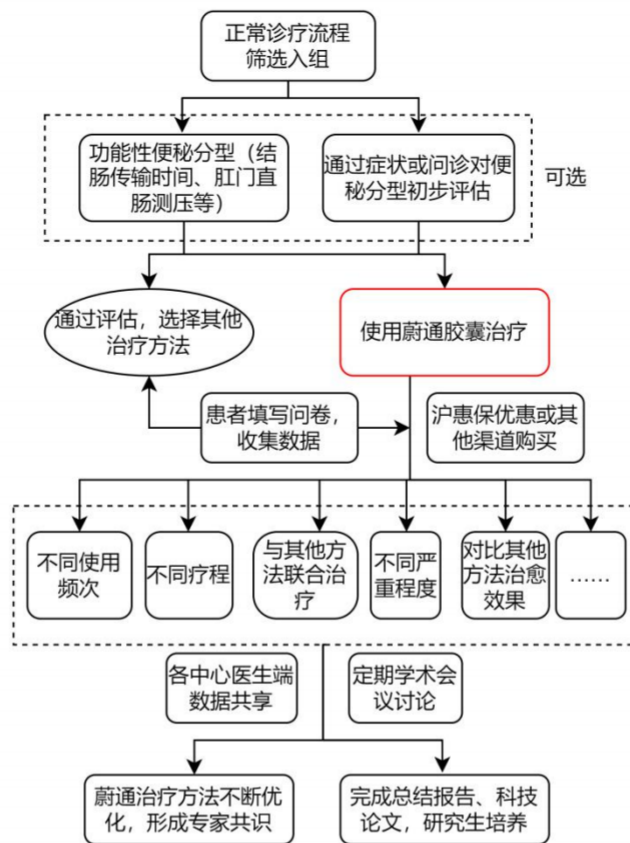 正常诊疗流程
筛选入组
功能性便秘分型（结
肠传输时间、肛门直
肠测压等）
通过症状或问诊对便
秘分型初步评估
可选
通过评估，选择其他
治疗方法
使用蔚通胶囊治疗
患者填写问卷，
收集数据
沪惠保优惠或其
他渠道购买
不同使用
频次
不同疗程
与其他方
法联合治
疗
不同严
重程度
对比其他
方法治愈
效果
……
各中心医生端
数据共享
定期学术会
议讨论
蔚通治疗方法不断优
化，形成专家共识
完成总结报告、科技
论文，研究生培养